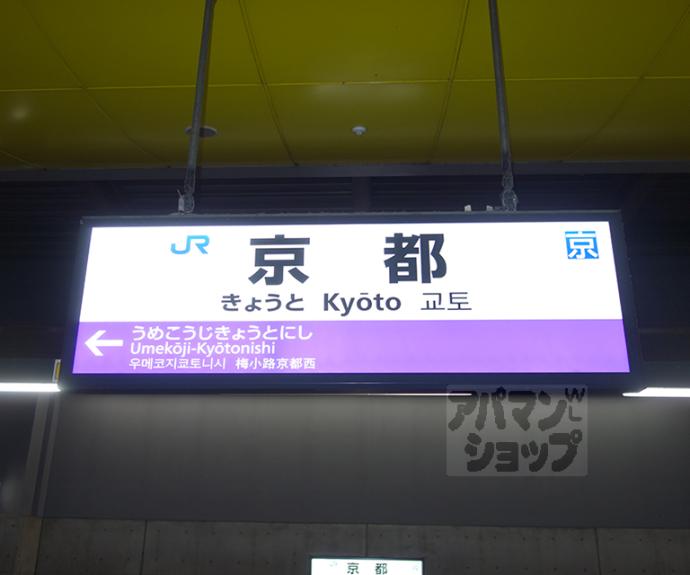 JR 京都 京
きょうと Kyōto 교토
← うめこうじきょうとにし
Umekōji-Kyōtonishi
우메코지쿄토니시 梅小路京都西
アパマンショップ WLC
京都